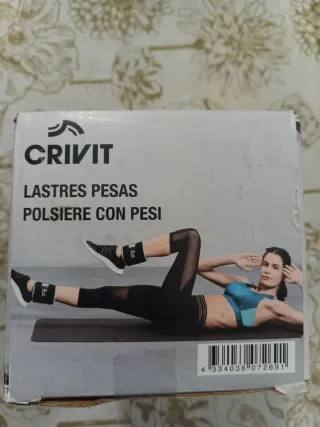 CRIVIT
LASTRES PESAS
POLSIERE CON PESI
4 334036 072691